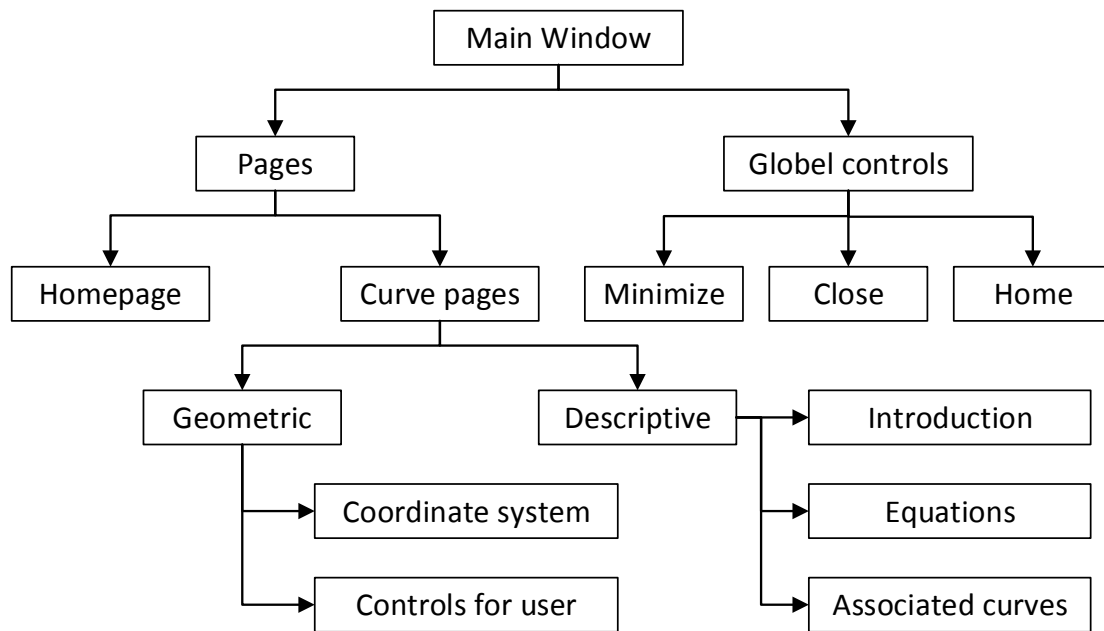 Main Window
Pages
Globel controls
Homepage
Curve pages
Minimize
Close
Home
Geometric
Descriptive
Introduction
Coordinate system
Equations
Controls for user
Associated curves